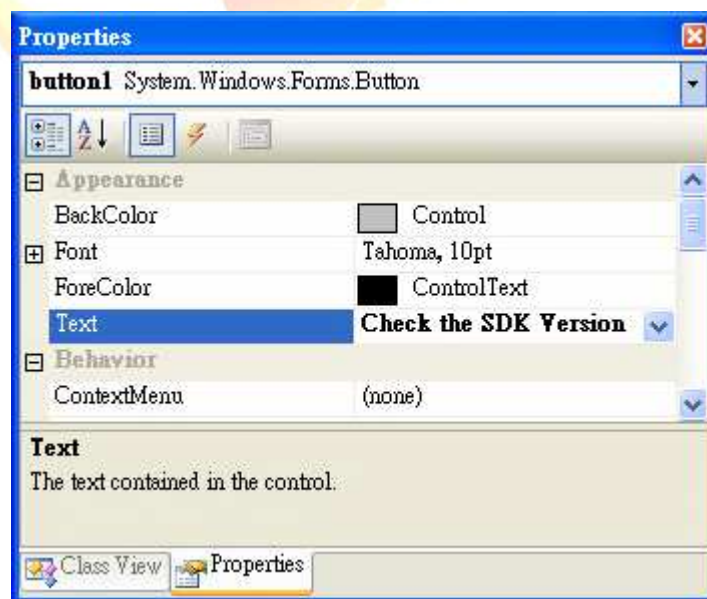 Properties
button1 System.Windows.Forms.Button
Appearance
BackColor Control
Font Tahoma, 10pt
ForeColor ControlText
Text Check the SDK Version
Behavior
ContextMenu (none)
Text
The text contained in the control.
Class View Properties